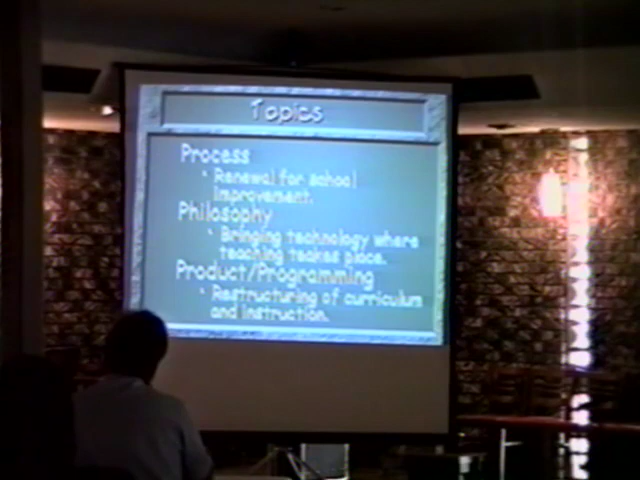 Topics
Process
Renewal for school
improvement.
Philosophy
Bringing technology where
teaching teakes place.
Product/Programming
Restructuring of curriculum
and instruction.